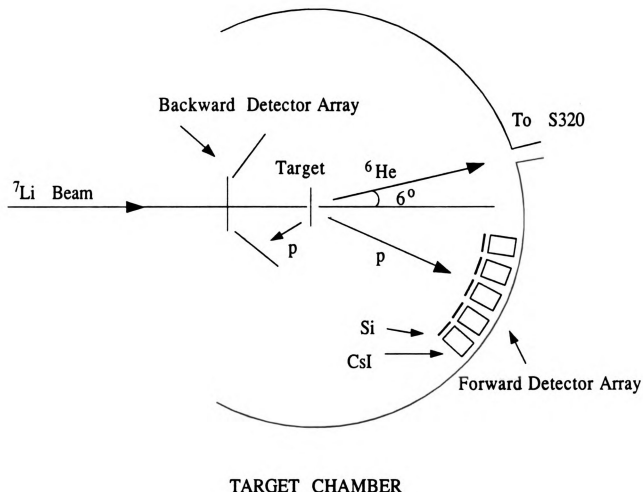 To S320
Backward Detector Array
Target
⁶He
⁷Li Beam
6°
p
p
Si
CsI
Forward Detector Array
TARGET CHAMBER